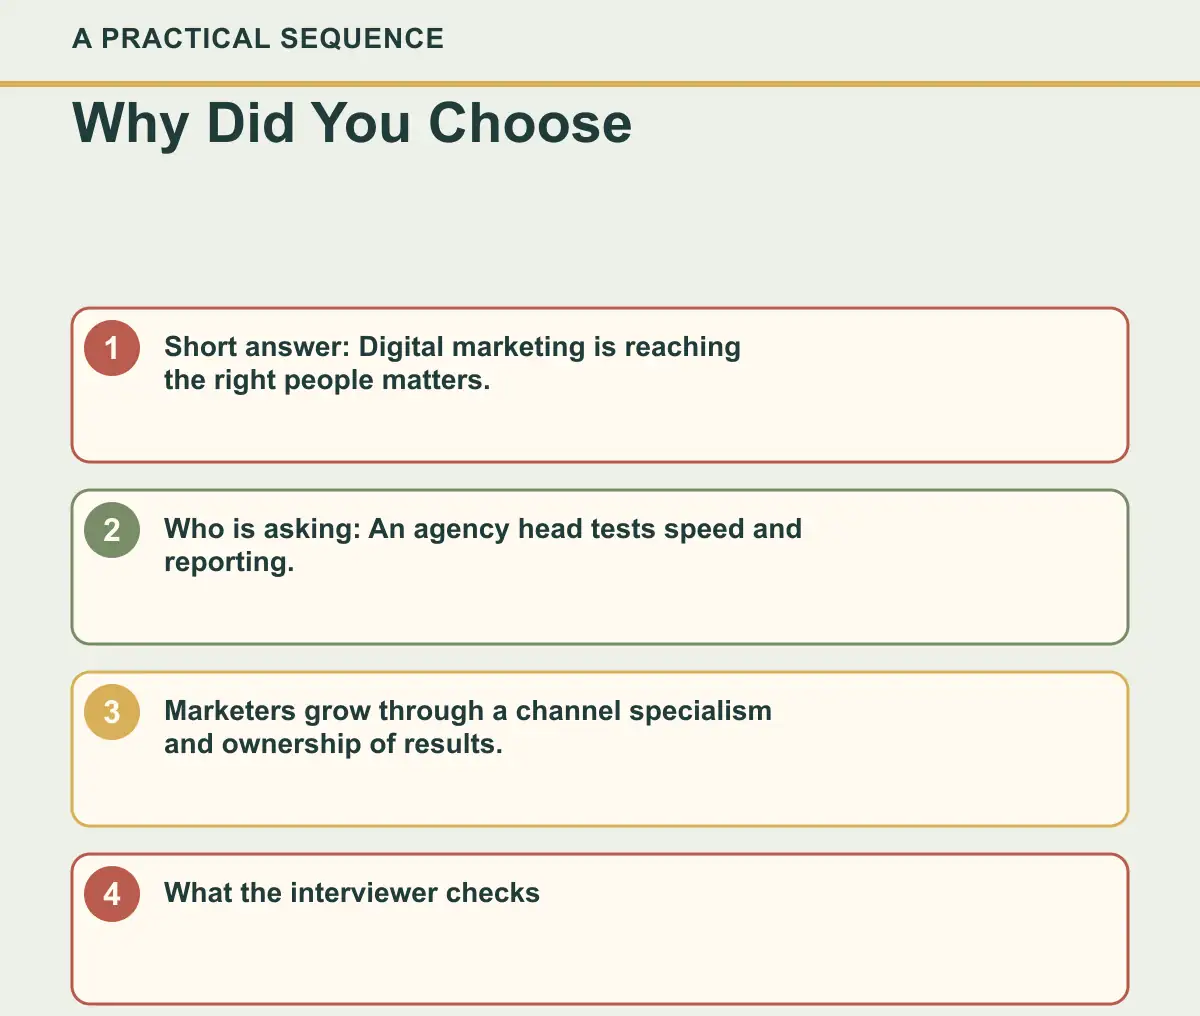 A PRACTICAL SEQUENCE
Why Did You Choose
1
Short answer: Digital marketing is reaching
the right people matters.
2
Who is asking: An agency head tests speed and
reporting.
3
Marketers grow through a channel specialism
and ownership of results.
4
What the interviewer checks